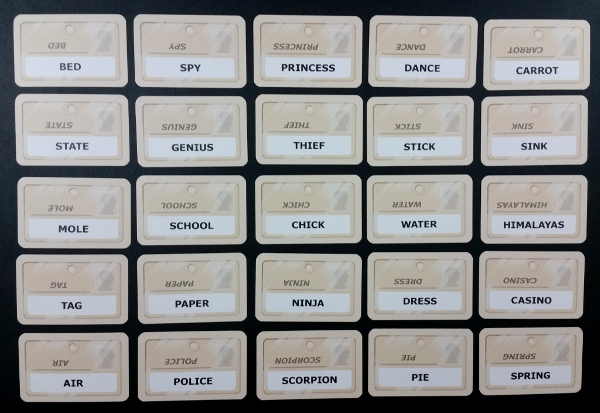 BED SPY PRINCESS DANCE CARROT
BED SPY PRINCESS DANCE CARROT
STATE GENIUS THIEF STICK SINK
STATE GENIUS THIEF STICK SINK
MOLE SCHOOL CHICK WATER HIMALAYAS
MOLE SCHOOL CHICK WATER HIMALAYAS
TAG PAPER NINJA DRESS CASINO
TAG PAPER NINJA DRESS CASINO
AIR POLICE SCORPION PIE SPRING
AIR POLICE SCORPION PIE SPRING